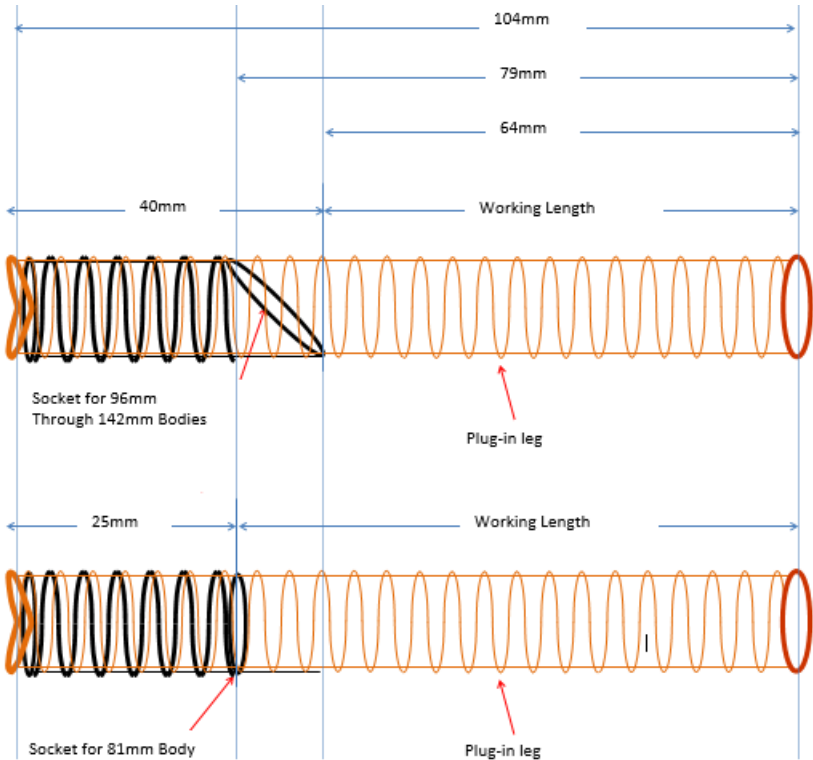 104mm
79mm
64mm
40mm
Working Length
Socket for 96mm
Through 142mm Bodies
Plug-in leg
25mm
Working Length
Socket for 81mm Body
Plug-in leg